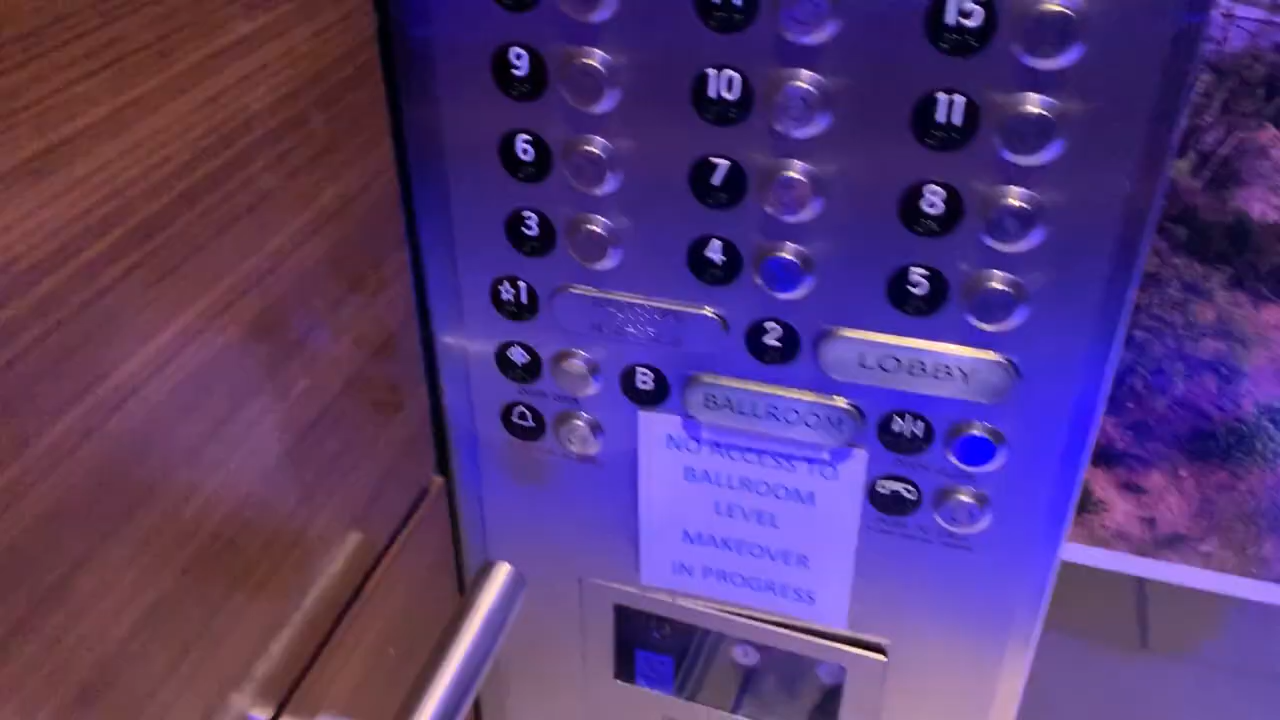 15
9
10
11
6
7
8
3
4
5
☆1
2
LOBBY
B
BALLROOM
NO ACCESS TO
BALLROOM
LEVEL
MAKEOVER
IN PROGRESS